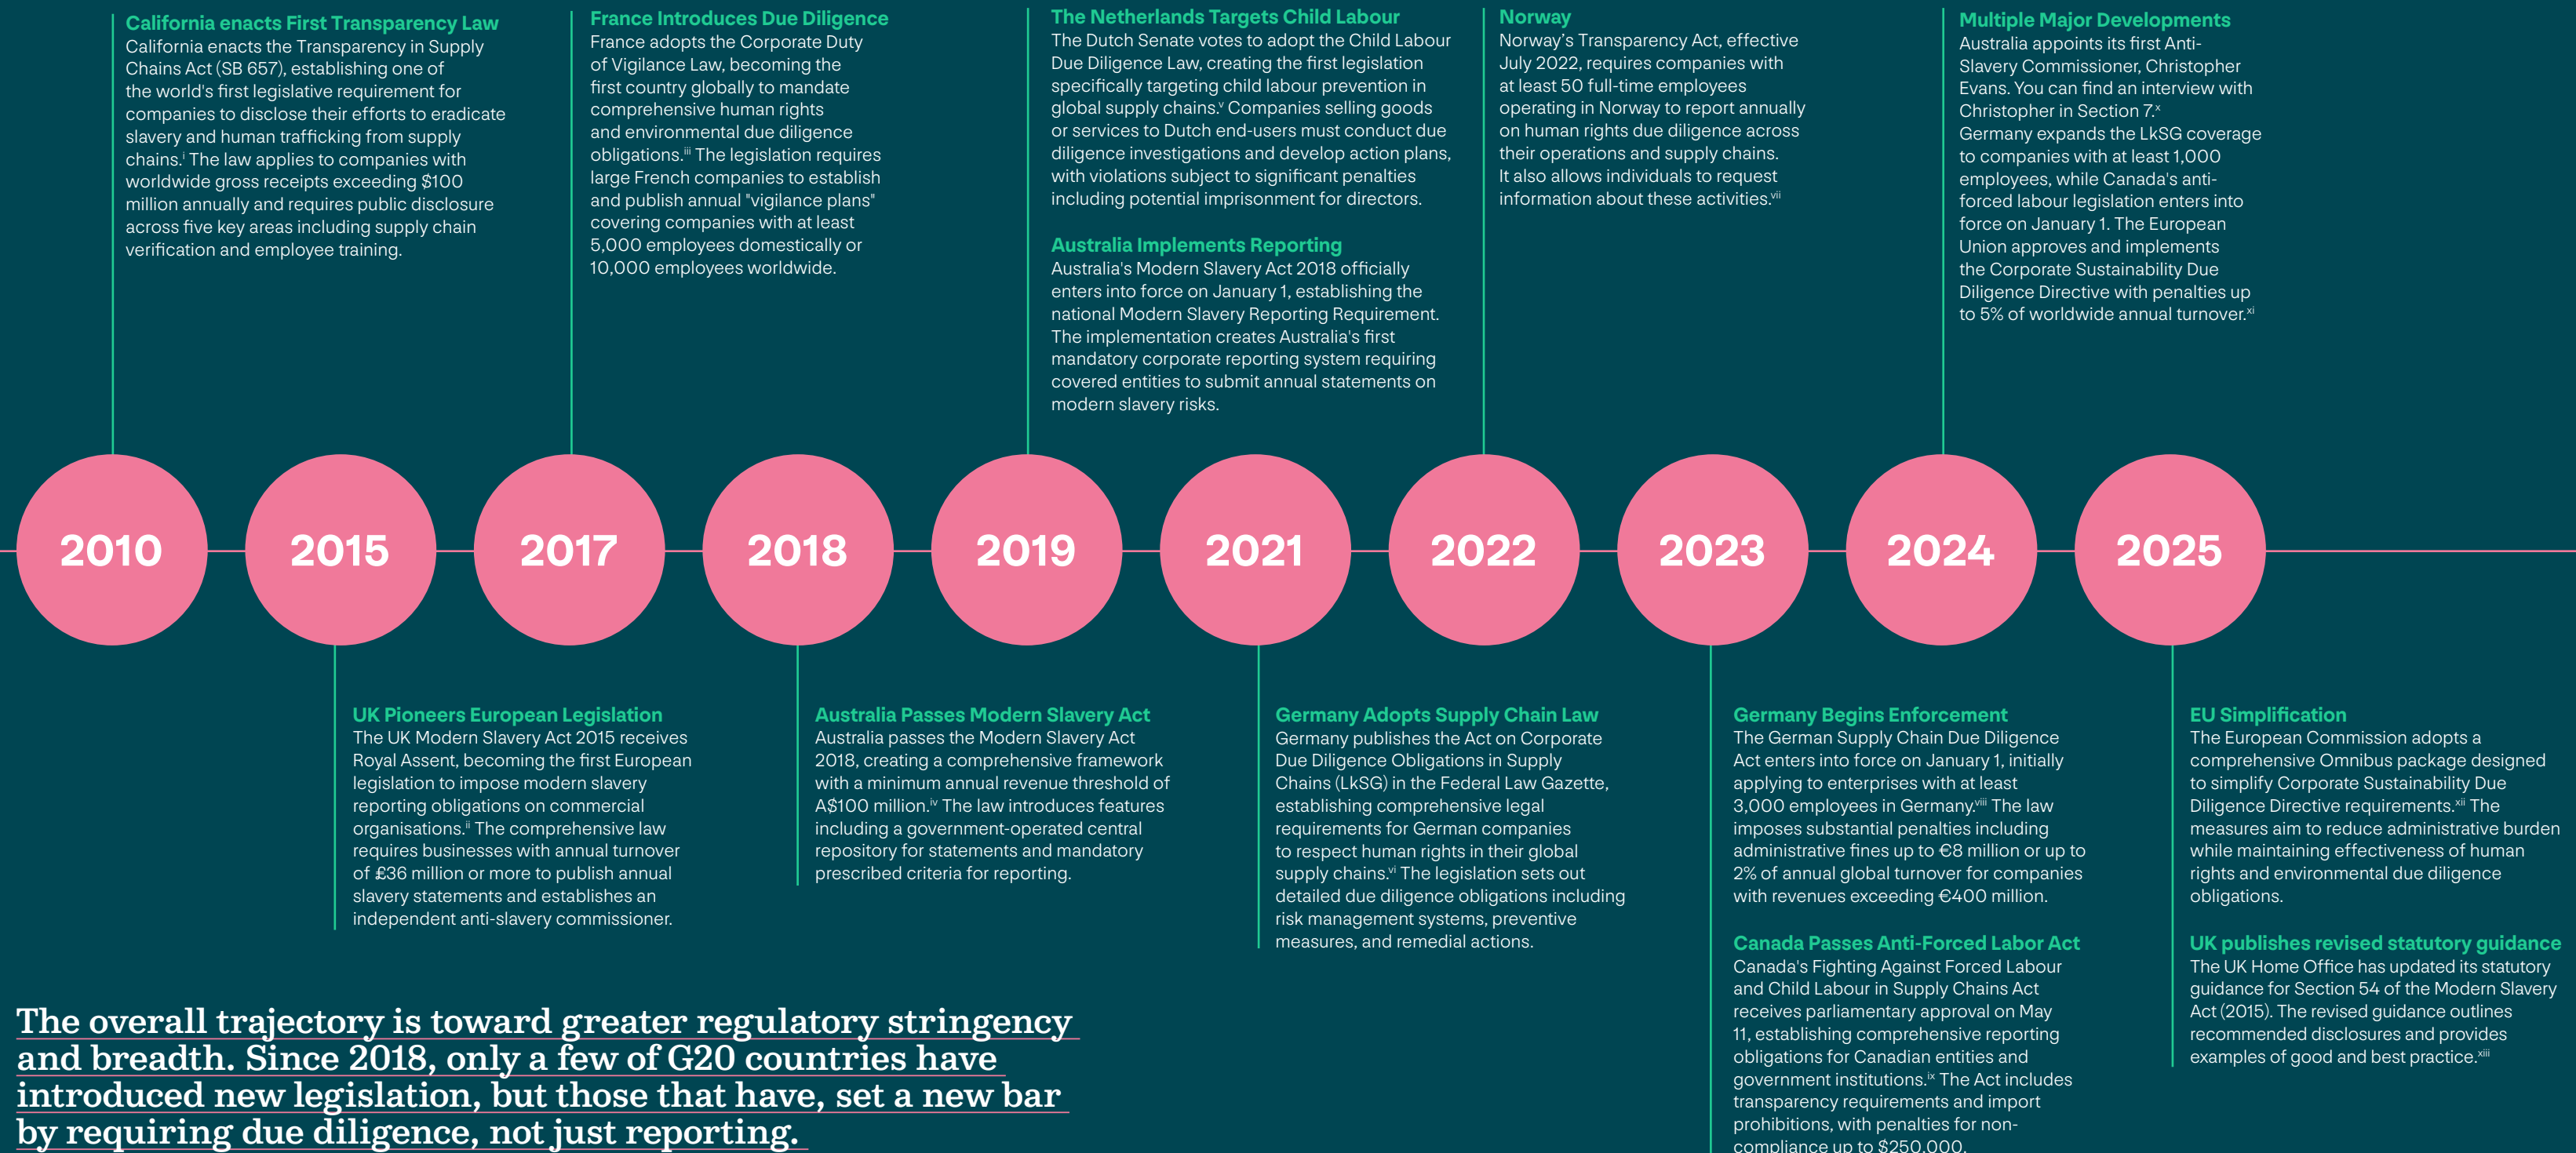 California enacts First Transparency Law
California enacts the Transparency in Supply
Chains Act (SB 657), establishing one of
the world's first legislative requirement for
companies to disclose their efforts to eradicate
slavery and human trafficking from supply
chains.ⁱ The law applies to companies with
worldwide gross receipts exceeding $100
million annually and requires public disclosure
across five key areas including supply chain
verification and employee training.
France Introduces Due Diligence
France adopts the Corporate Duty
of Vigilance Law, becoming the
first country globally to mandate
comprehensive human rights
and environmental due diligence
obligations.ⁱⁱⁱ The legislation requires
large French companies to establish
and publish annual "vigilance plans"
covering companies with at least
5,000 employees domestically or
10,000 employees worldwide.
The Netherlands Targets Child Labour
The Dutch Senate votes to adopt the Child Labour
Due Diligence Law, creating the first legislation
specifically targeting child labour prevention in
global supply chains.ᵛ Companies selling goods
or services to Dutch end-users must conduct due
diligence investigations and develop action plans,
with violations subject to significant penalties
including potential imprisonment for directors.
Australia Implements Reporting
Australia's Modern Slavery Act 2018 officially
enters into force on January 1, establishing the
national Modern Slavery Reporting Requirement.
The implementation creates Australia's first
mandatory corporate reporting system requiring
covered entities to submit annual statements on
modern slavery risks.
Norway
Norway’s Transparency Act, effective
July 2022, requires companies with
at least 50 full-time employees
operating in Norway to report annually
on human rights due diligence across
their operations and supply chains.
It also allows individuals to request
information about these activities.ᵛⁱⁱ
Multiple Major Developments
Australia appoints its first Anti-
Slavery Commissioner, Christopher
Evans. You can find an interview with
Christopher in Section 7.ˣ
Germany expands the LkSG coverage
to companies with at least 1,000
employees, while Canada's anti-
forced labour legislation enters into
force on January 1. The European
Union approves and implements
the Corporate Sustainability Due
Diligence Directive with penalties up
to 5% of worldwide annual turnover.ˣⁱ
2010
2015
2017
2018
2019
2021
2022
2023
2024
2025
UK Pioneers European Legislation
The UK Modern Slavery Act 2015 receives
Royal Assent, becoming the first European
legislation to impose modern slavery
reporting obligations on commercial
organisations.ⁱⁱ The comprehensive law
requires businesses with annual turnover
of £36 million or more to publish annual
slavery statements and establishes an
independent anti-slavery commissioner.
Australia Passes Modern Slavery Act
Australia passes the Modern Slavery Act
2018, creating a comprehensive framework
with a minimum annual revenue threshold of
A$100 million.ⁱᵛ The law introduces features
including a government-operated central
repository for statements and mandatory
prescribed criteria for reporting.
Germany Adopts Supply Chain Law
Germany publishes the Act on Corporate
Due Diligence Obligations in Supply
Chains (LkSG) in the Federal Law Gazette,
establishing comprehensive legal
requirements for German companies
to respect human rights in their global
supply chains.ᵛⁱ The legislation sets out
detailed due diligence obligations including
risk management systems, preventive
measures, and remedial actions.
Germany Begins Enforcement
The German Supply Chain Due Diligence
Act enters into force on January 1, initially
applying to enterprises with at least
3,000 employees in Germany.ᵛⁱⁱⁱ The law
imposes substantial penalties including
administrative fines up to €8 million or up to
2% of annual global turnover for companies
with revenues exceeding €400 million.
Canada Passes Anti-Forced Labor Act
Canada's Fighting Against Forced Labour
and Child Labour in Supply Chains Act
receives parliamentary approval on May
11, establishing comprehensive reporting
obligations for Canadian entities and
government institutions.ⁱˣ The Act includes
transparency requirements and import
prohibitions, with penalties for non-
compliance up to $250,000.
EU Simplification
The European Commission adopts a
comprehensive Omnibus package designed
to simplify Corporate Sustainability Due
Diligence Directive requirements.ˣⁱⁱ The
measures aim to reduce administrative burden
while maintaining effectiveness of human
rights and environmental due diligence
obligations.
UK publishes revised statutory guidance
The UK Home Office has updated its statutory
guidance for Section 54 of the Modern Slavery
Act (2015). The revised guidance outlines
recommended disclosures and provides
examples of good and best practice.ˣⁱⁱⁱ
The overall trajectory is toward greater regulatory stringency
and breadth. Since 2018, only a few of G20 countries have
introduced new legislation, but those that have, set a new bar
by requiring due diligence, not just reporting.